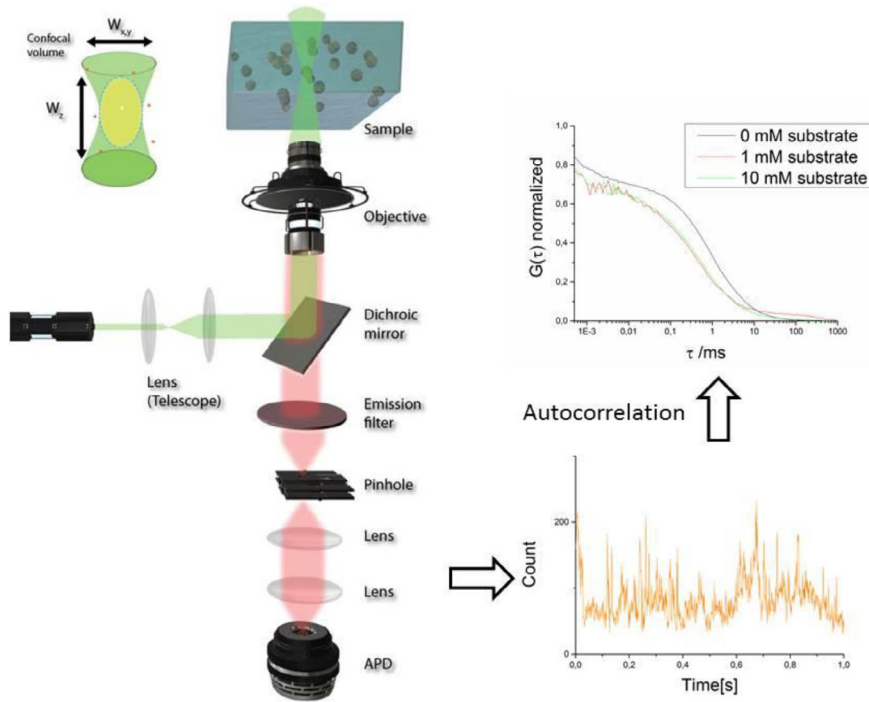 Confocal
volume
Wx,y
Wz
Sample
Objective
Dichroic
mirror
Lens
(Telescope)
Emission
filter
Pinhole
Lens
Lens
APD
G(τ) normalized
1,0
0,8
0,6
0,4
0,2
0,0
0 mM substrate
1 mM substrate
10 mM substrate
1E-3
0,01
0,1
1
10
100
1000
τ /ms
Autocorrelation
Count
200
0
0,0
0,2
0,4
0,6
0,8
1,0
Time[s]